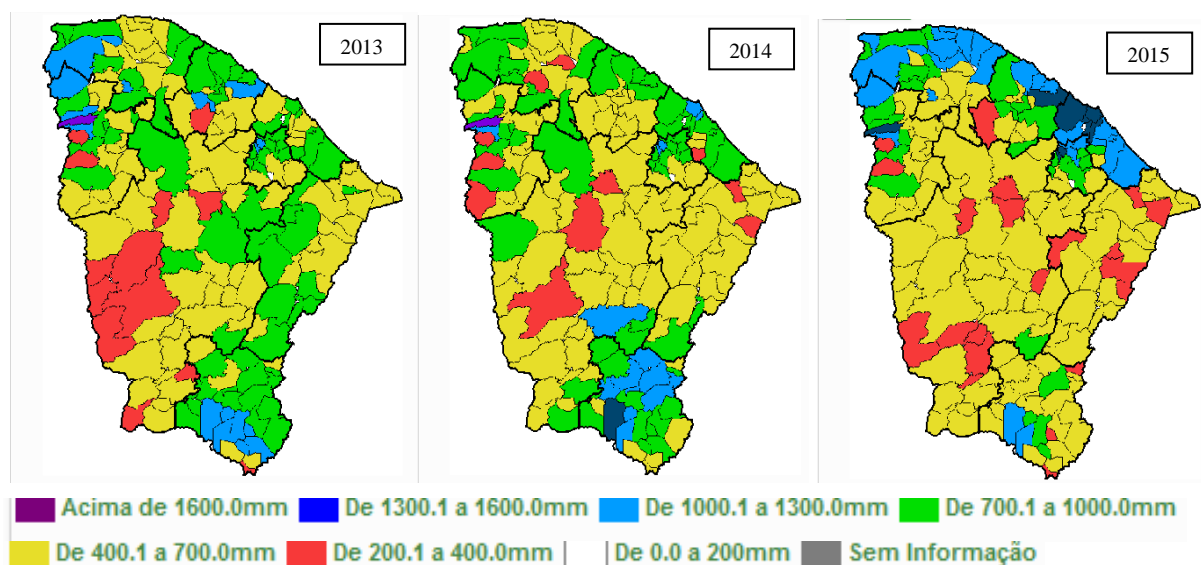 2013
2014
2015
Acima de 1600.0mm De 1300.1 a 1600.0mm De 1000.1 a 1300.0mm De 700.1 a 1000.0mm
De 400.1 a 700.0mm De 200.1 a 400.0mm De 0.0 a 200mm Sem Informação